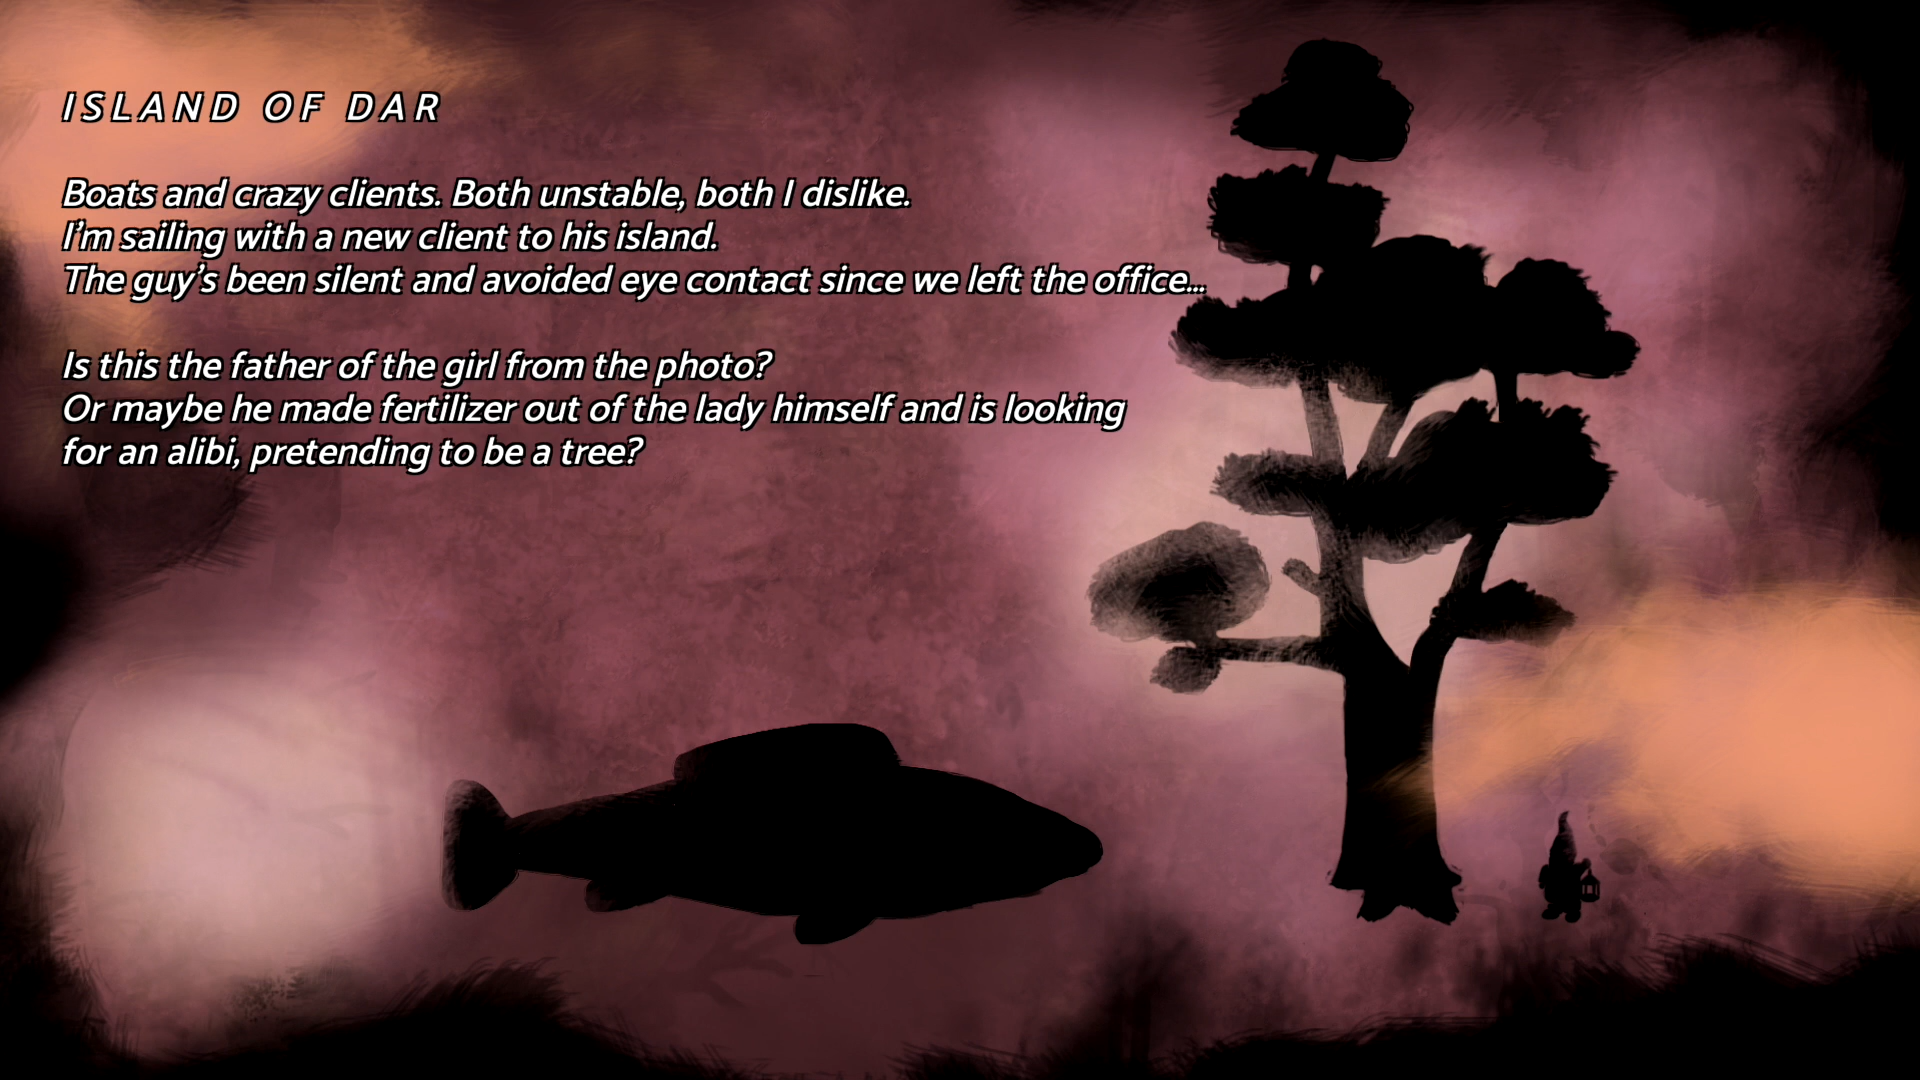 ISLAND OF DAR
Boats and crazy clients. Both unstable, both I dislike.
I’m sailing with a new client to his island.
The guy’s been silent and avoided eye contact since we left the office...
Is this the father of the girl from the photo?
Or maybe he made fertilizer out of the lady himself and is looking
for an alibi, pretending to be a tree?